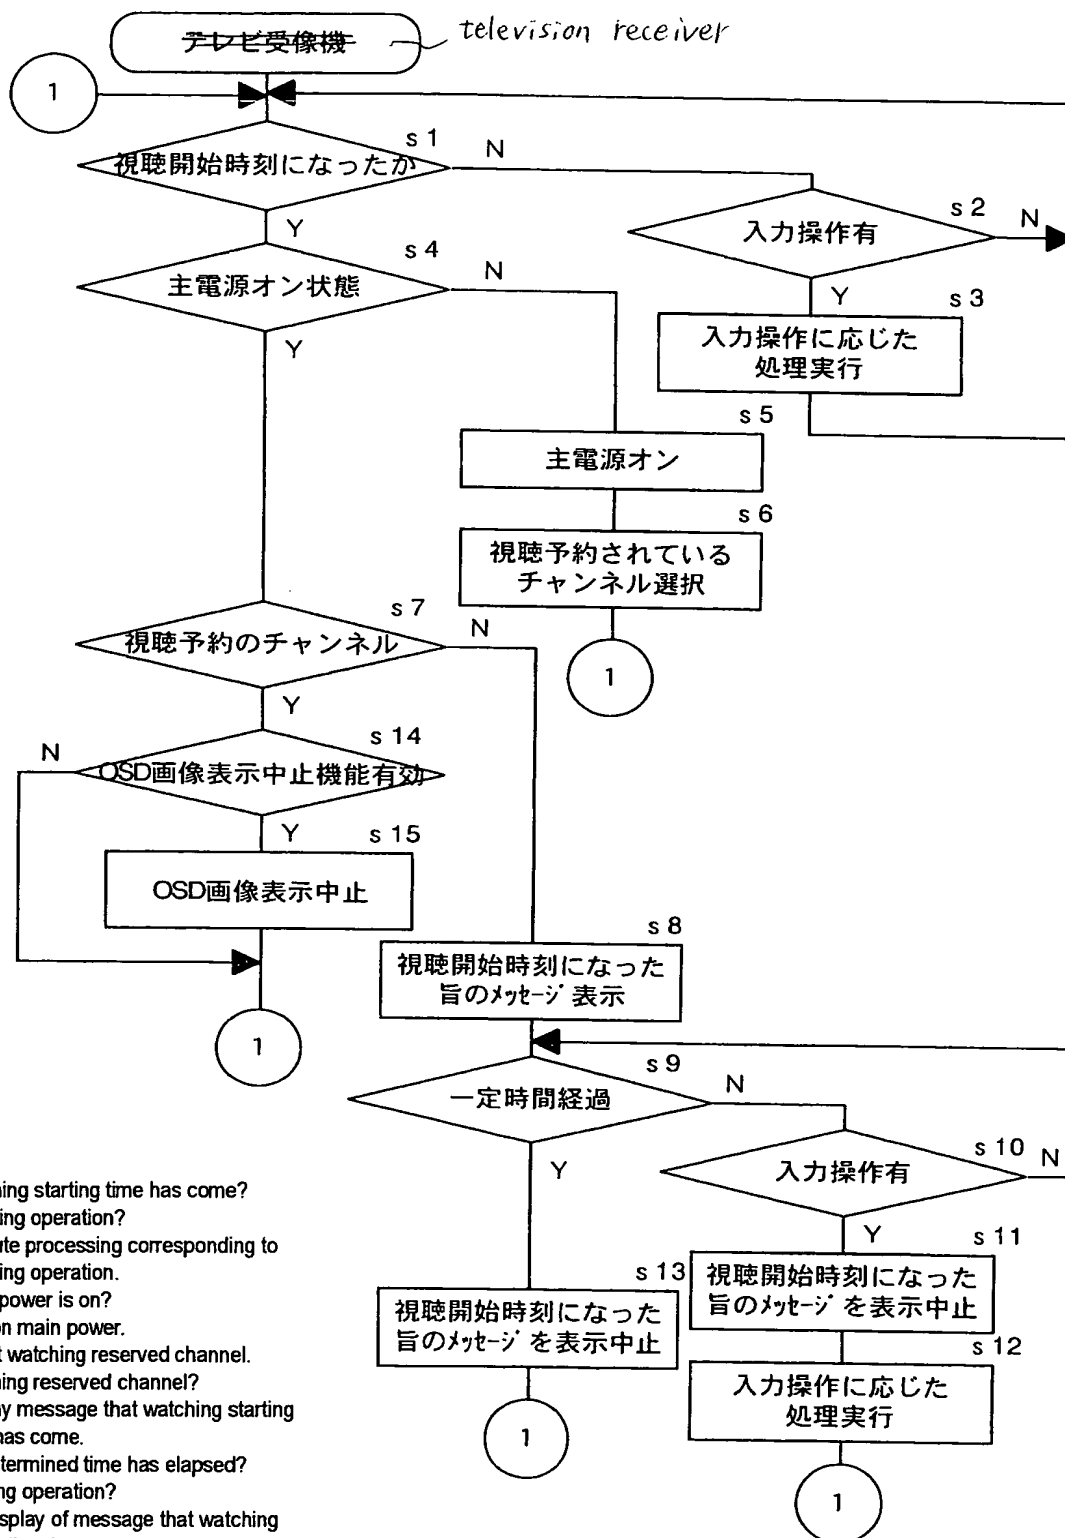 テレビ受像機
television receiver
1
s 1
視聴開始時刻になったか
N
Y
s 2
入力操作有
N
Y
s 4
主電源オン状態
N
Y
s 3
入力操作に応じた
処理実行
s 5
主電源オン
s 6
視聴予約されている
チャンネル選択
1
s 7
視聴予約のチャンネル
N
Y
s 14
OSD画像表示中止機能有効
N
Y
s 15
OSD画像表示中止
1
s 8
視聴開始時刻になった
旨のメッセージ表示
s 9
一定時間経過
N
Y
s 10
入力操作有
N
Y
s 11
視聴開始時刻になった
旨のメッセージを表示中止
s 12
入力操作に応じた
処理実行
1
s 13
視聴開始時刻になった
旨のメッセージを表示中止
1
ing starting time has come?
ing operation?
te processing corresponding to
ing operation.
power is on?
on main power.
t watching reserved channel.
ing reserved channel?
y message that watching starting
has come.
termined time has elapsed?
ng operation?
splay of message that watching